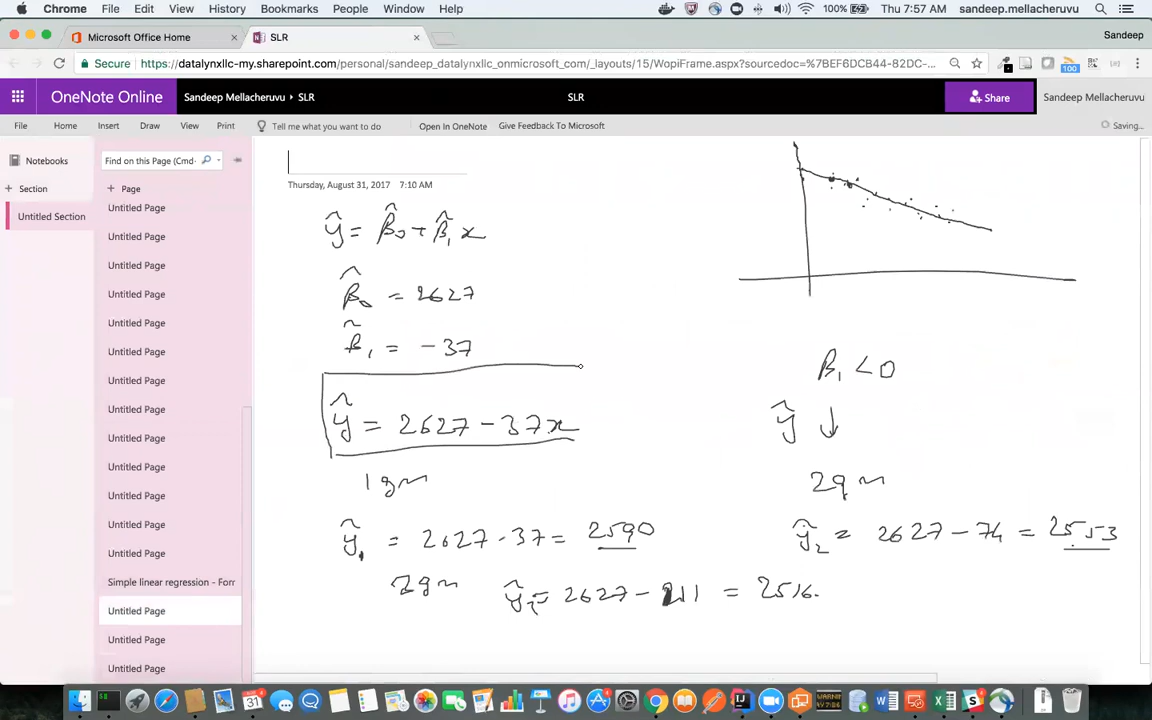 Chrome File Edit View History Bookmarks People Window Help 100% Thu 7:57 AM sandeep.mellacheruvu
Microsoft Office Home × SLR × Sandeep
Secure https://datalynxllc-my.sharepoint.com/personal/sandeep_datalynxllc_onmicrosoft_com/_layouts/15/WopiFrame.aspx?sourcedoc=%7BEF6DCB44-82DC-... 100
OneNote Online Sandeep Mellacheruvu ▸ SLR SLR Share Sandeep Mellacheruvu
File Home Insert Draw View Print Tell me what you want to do Open In OneNote Give Feedback To Microsoft Saving...
Notebooks
+ Section
Untitled Section
Find on this Page (Cmd-
+ Page
Untitled Page
Untitled Page
Untitled Page
Untitled Page
Untitled Page
Untitled Page
Untitled Page
Untitled Page
Untitled Page
Untitled Page
Untitled Page
Untitled Page
Untitled Page
Simple linear regression - Forn
Untitled Page
Untitled Page
Untitled Page
Thursday, August 31, 2017 7:10 AM
ŷ = β̂₀ + β̂₁ x
β̂₀ = 2627
β̂₁ = -37
β₁ < 0
ŷ = 2627 - 37x
ŷ ↓
1gm
2gm
ŷ₁ = 2627 - 37 = 2590
ŷ₂ = 2627 - 74 = 2553
3gm
= 2627 - 111 = 2516.
31